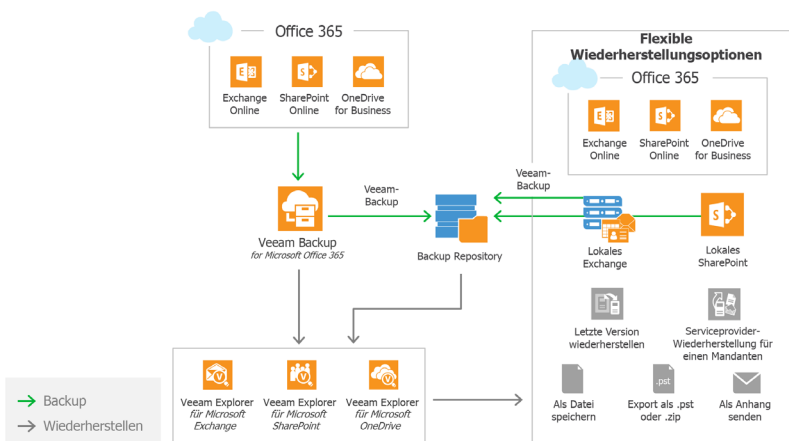 Office 365
Exchange
Online
SharePoint
Online
OneDrive
for Business
Veeam-
Backup
Veeam Backup
for Microsoft Office 365
Backup Repository
Veeam-
Backup
Flexible
Wiederherstellungsoptionen
Office 365
Exchange
Online
SharePoint
Online
OneDrive
for Business
Lokales
Exchange
Lokales
SharePoint
Letzte Version
wiederherstellen
Serviceprovider-
Wiederherstellung für
einen Mandanten
.pst
Als Datei
speichern
Export als .pst
oder .zip
Als Anhang
senden
Veeam Explorer
für Microsoft
Exchange
Veeam Explorer
für Microsoft
SharePoint
Veeam Explorer
für Microsoft
OneDrive
Backup
Wiederherstellen